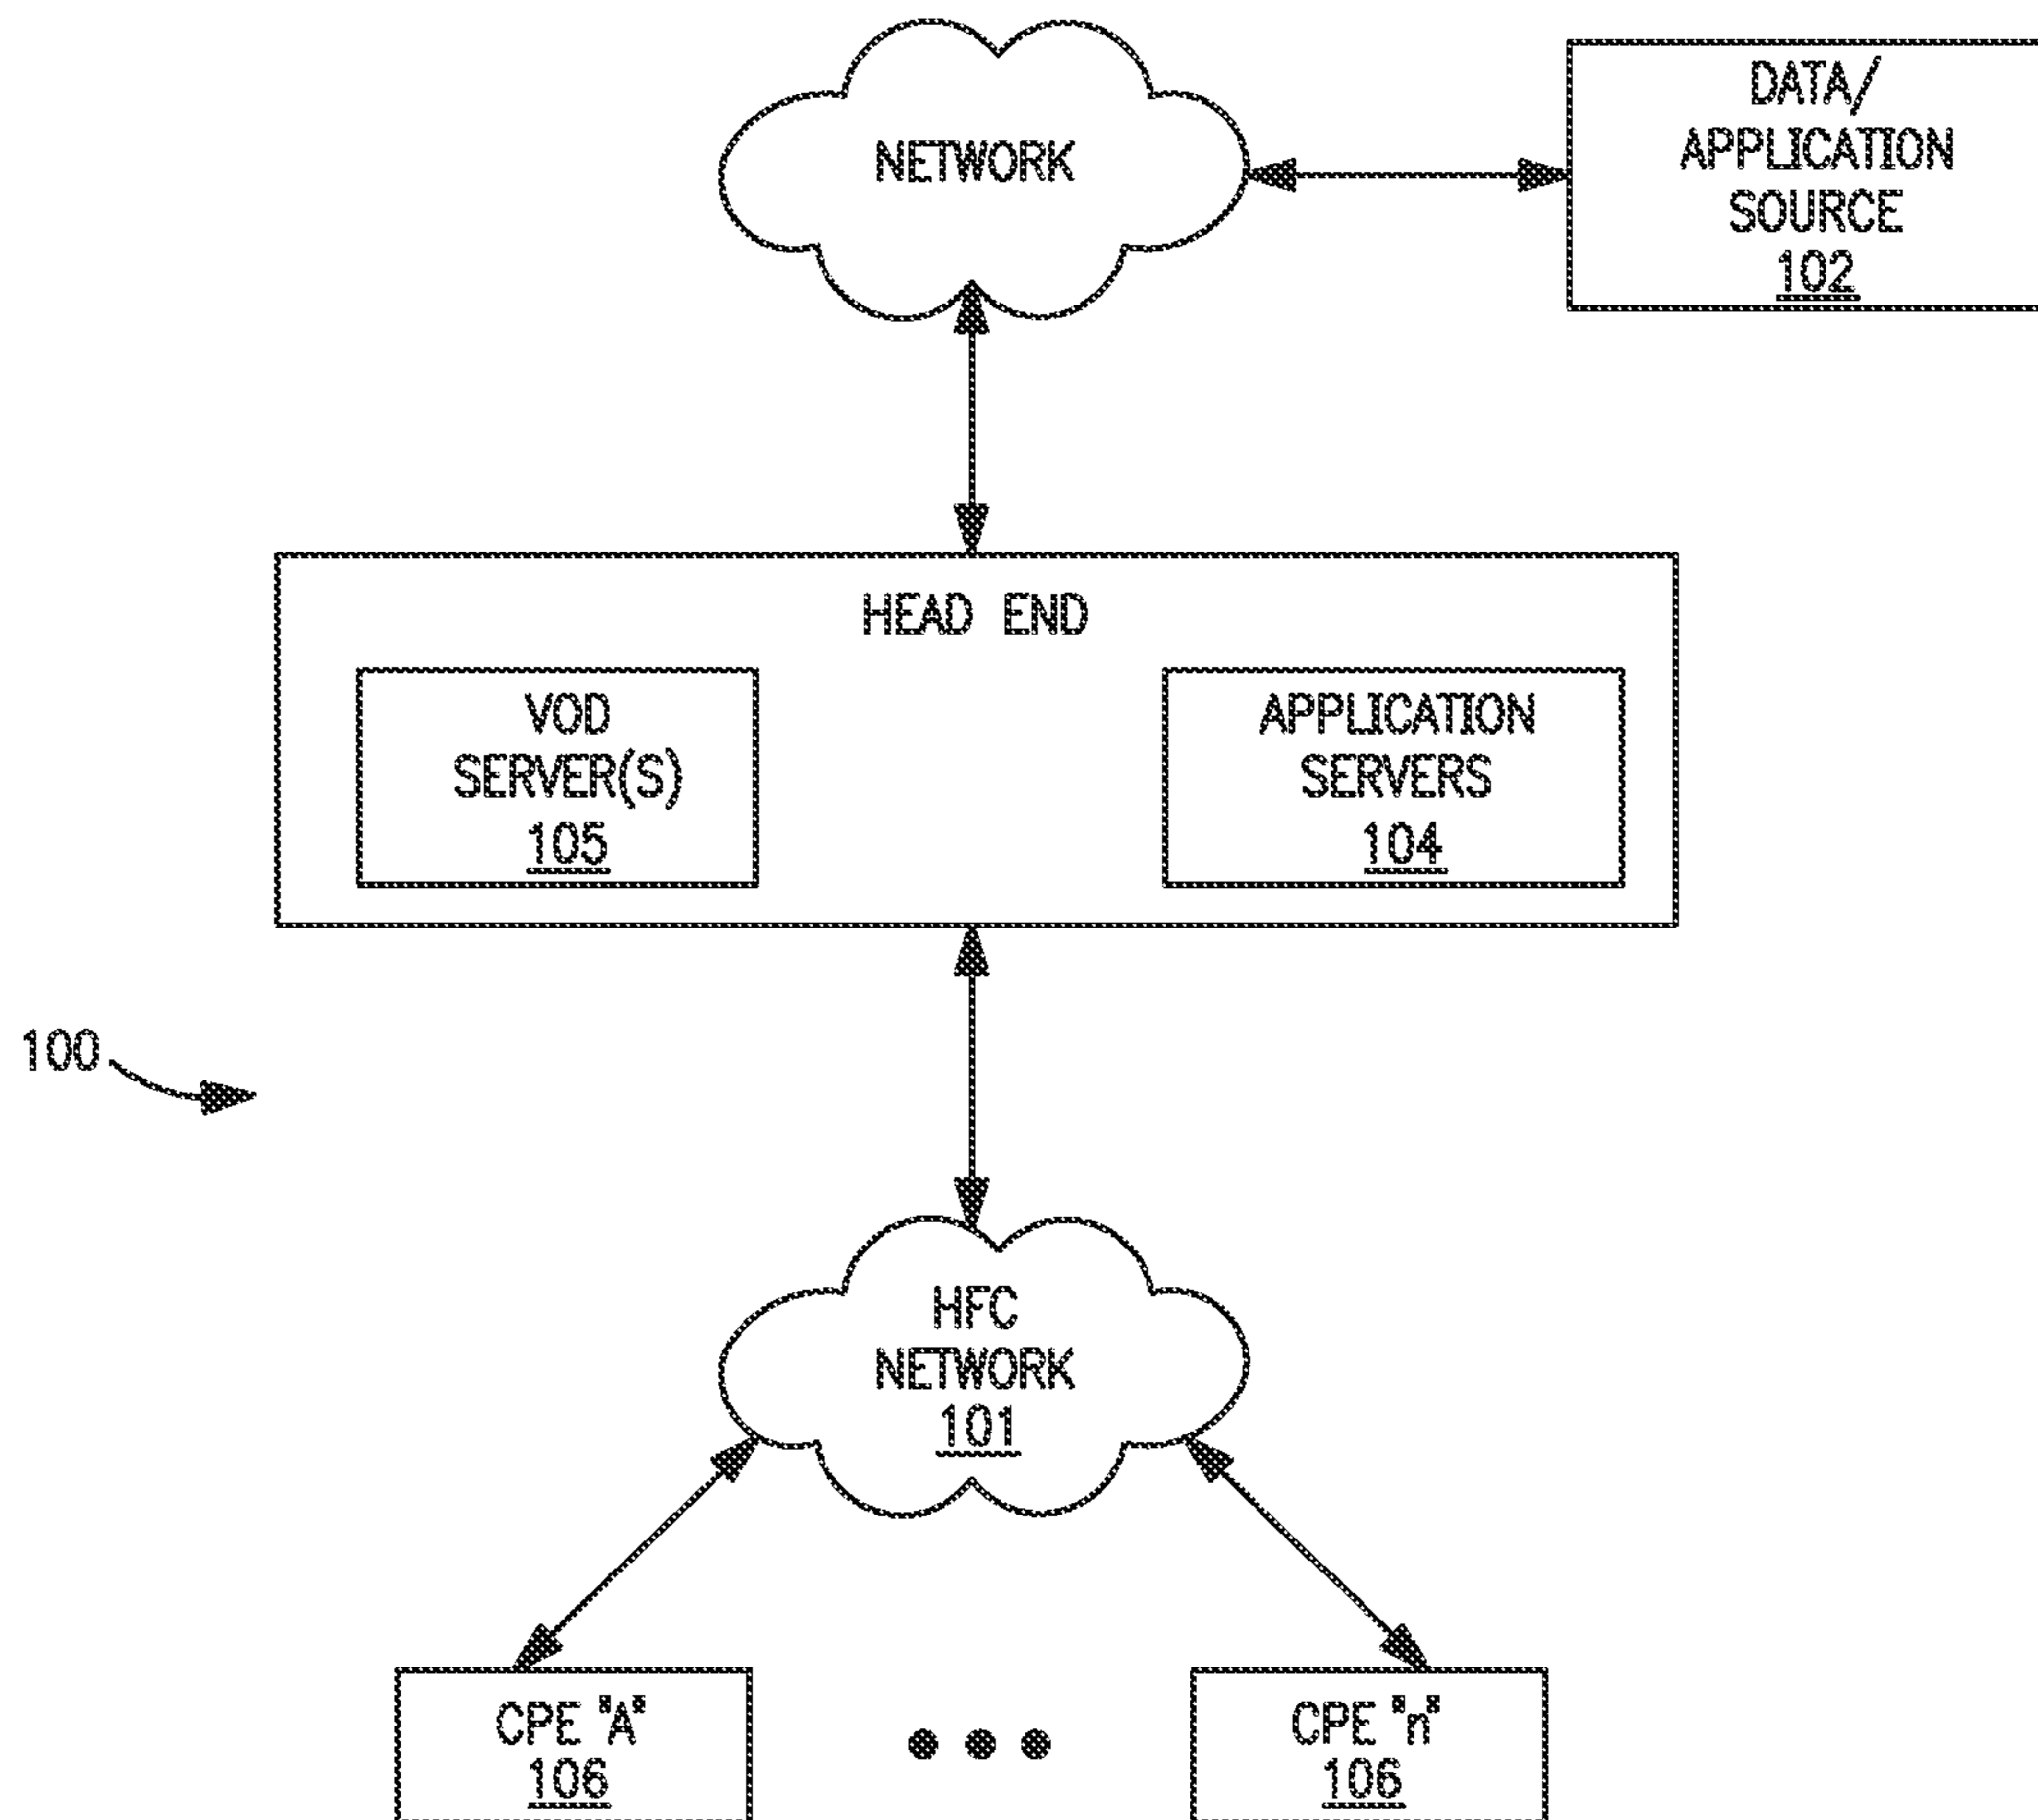 NETWORK
DATA/
APPLICATION
SOURCE
102
HEAD END
VOD
SERVER(S)
105
APPLICATION
SERVERS
104
100
HFC
NETWORK
101
CPE "A"
106
CPE "n"
106